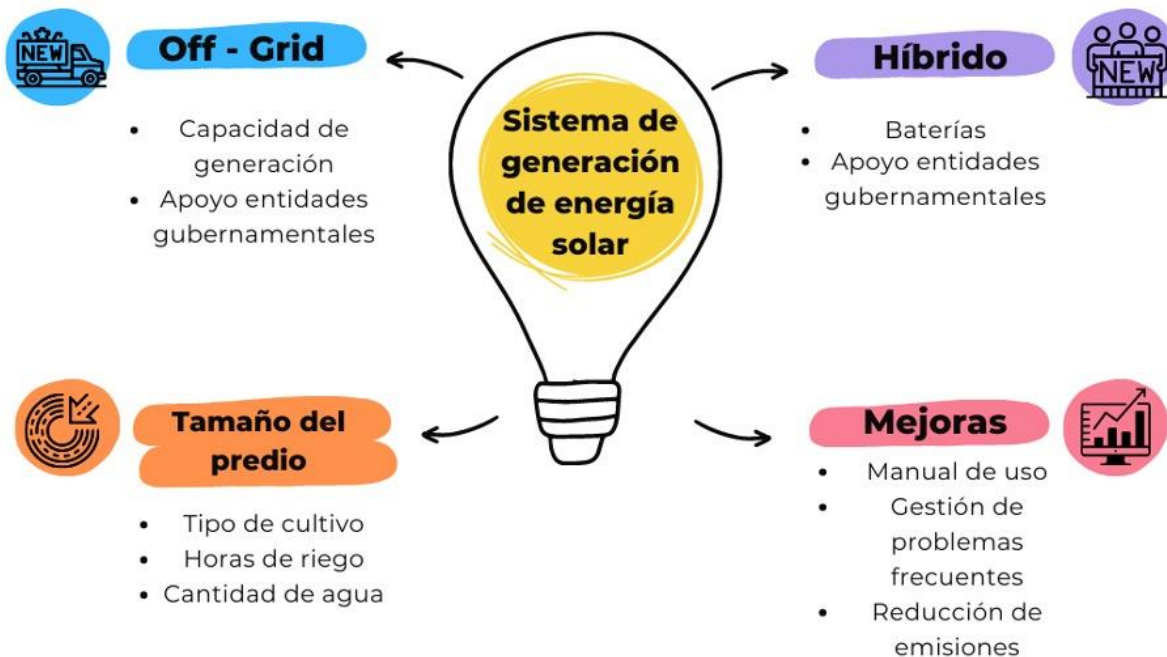 NEW
Off - Grid
• Capacidad de
generación
• Apoyo entidades
gubernamentales
Sistema de
generación
de energía
solar
Híbrido
NEW
• Baterías
• Apoyo entidades
gubernamentales
Tamaño del
predio
• Tipo de cultivo
• Horas de riego
• Cantidad de agua
Mejoras
• Manual de uso
• Gestión de
problemas
frecuentes
• Reducción de
emisiones